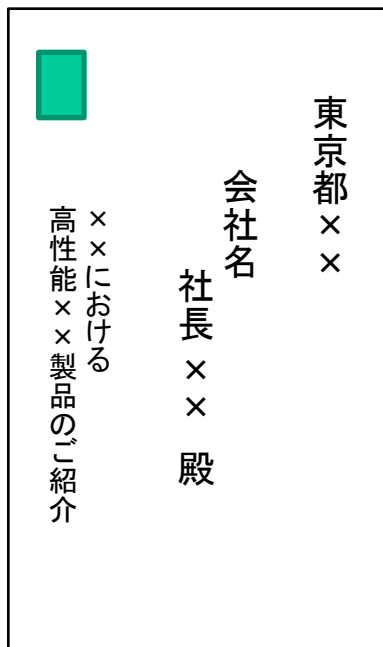 東京都××
会社名
社長×× 殿
××における
高性能××製品のご紹介